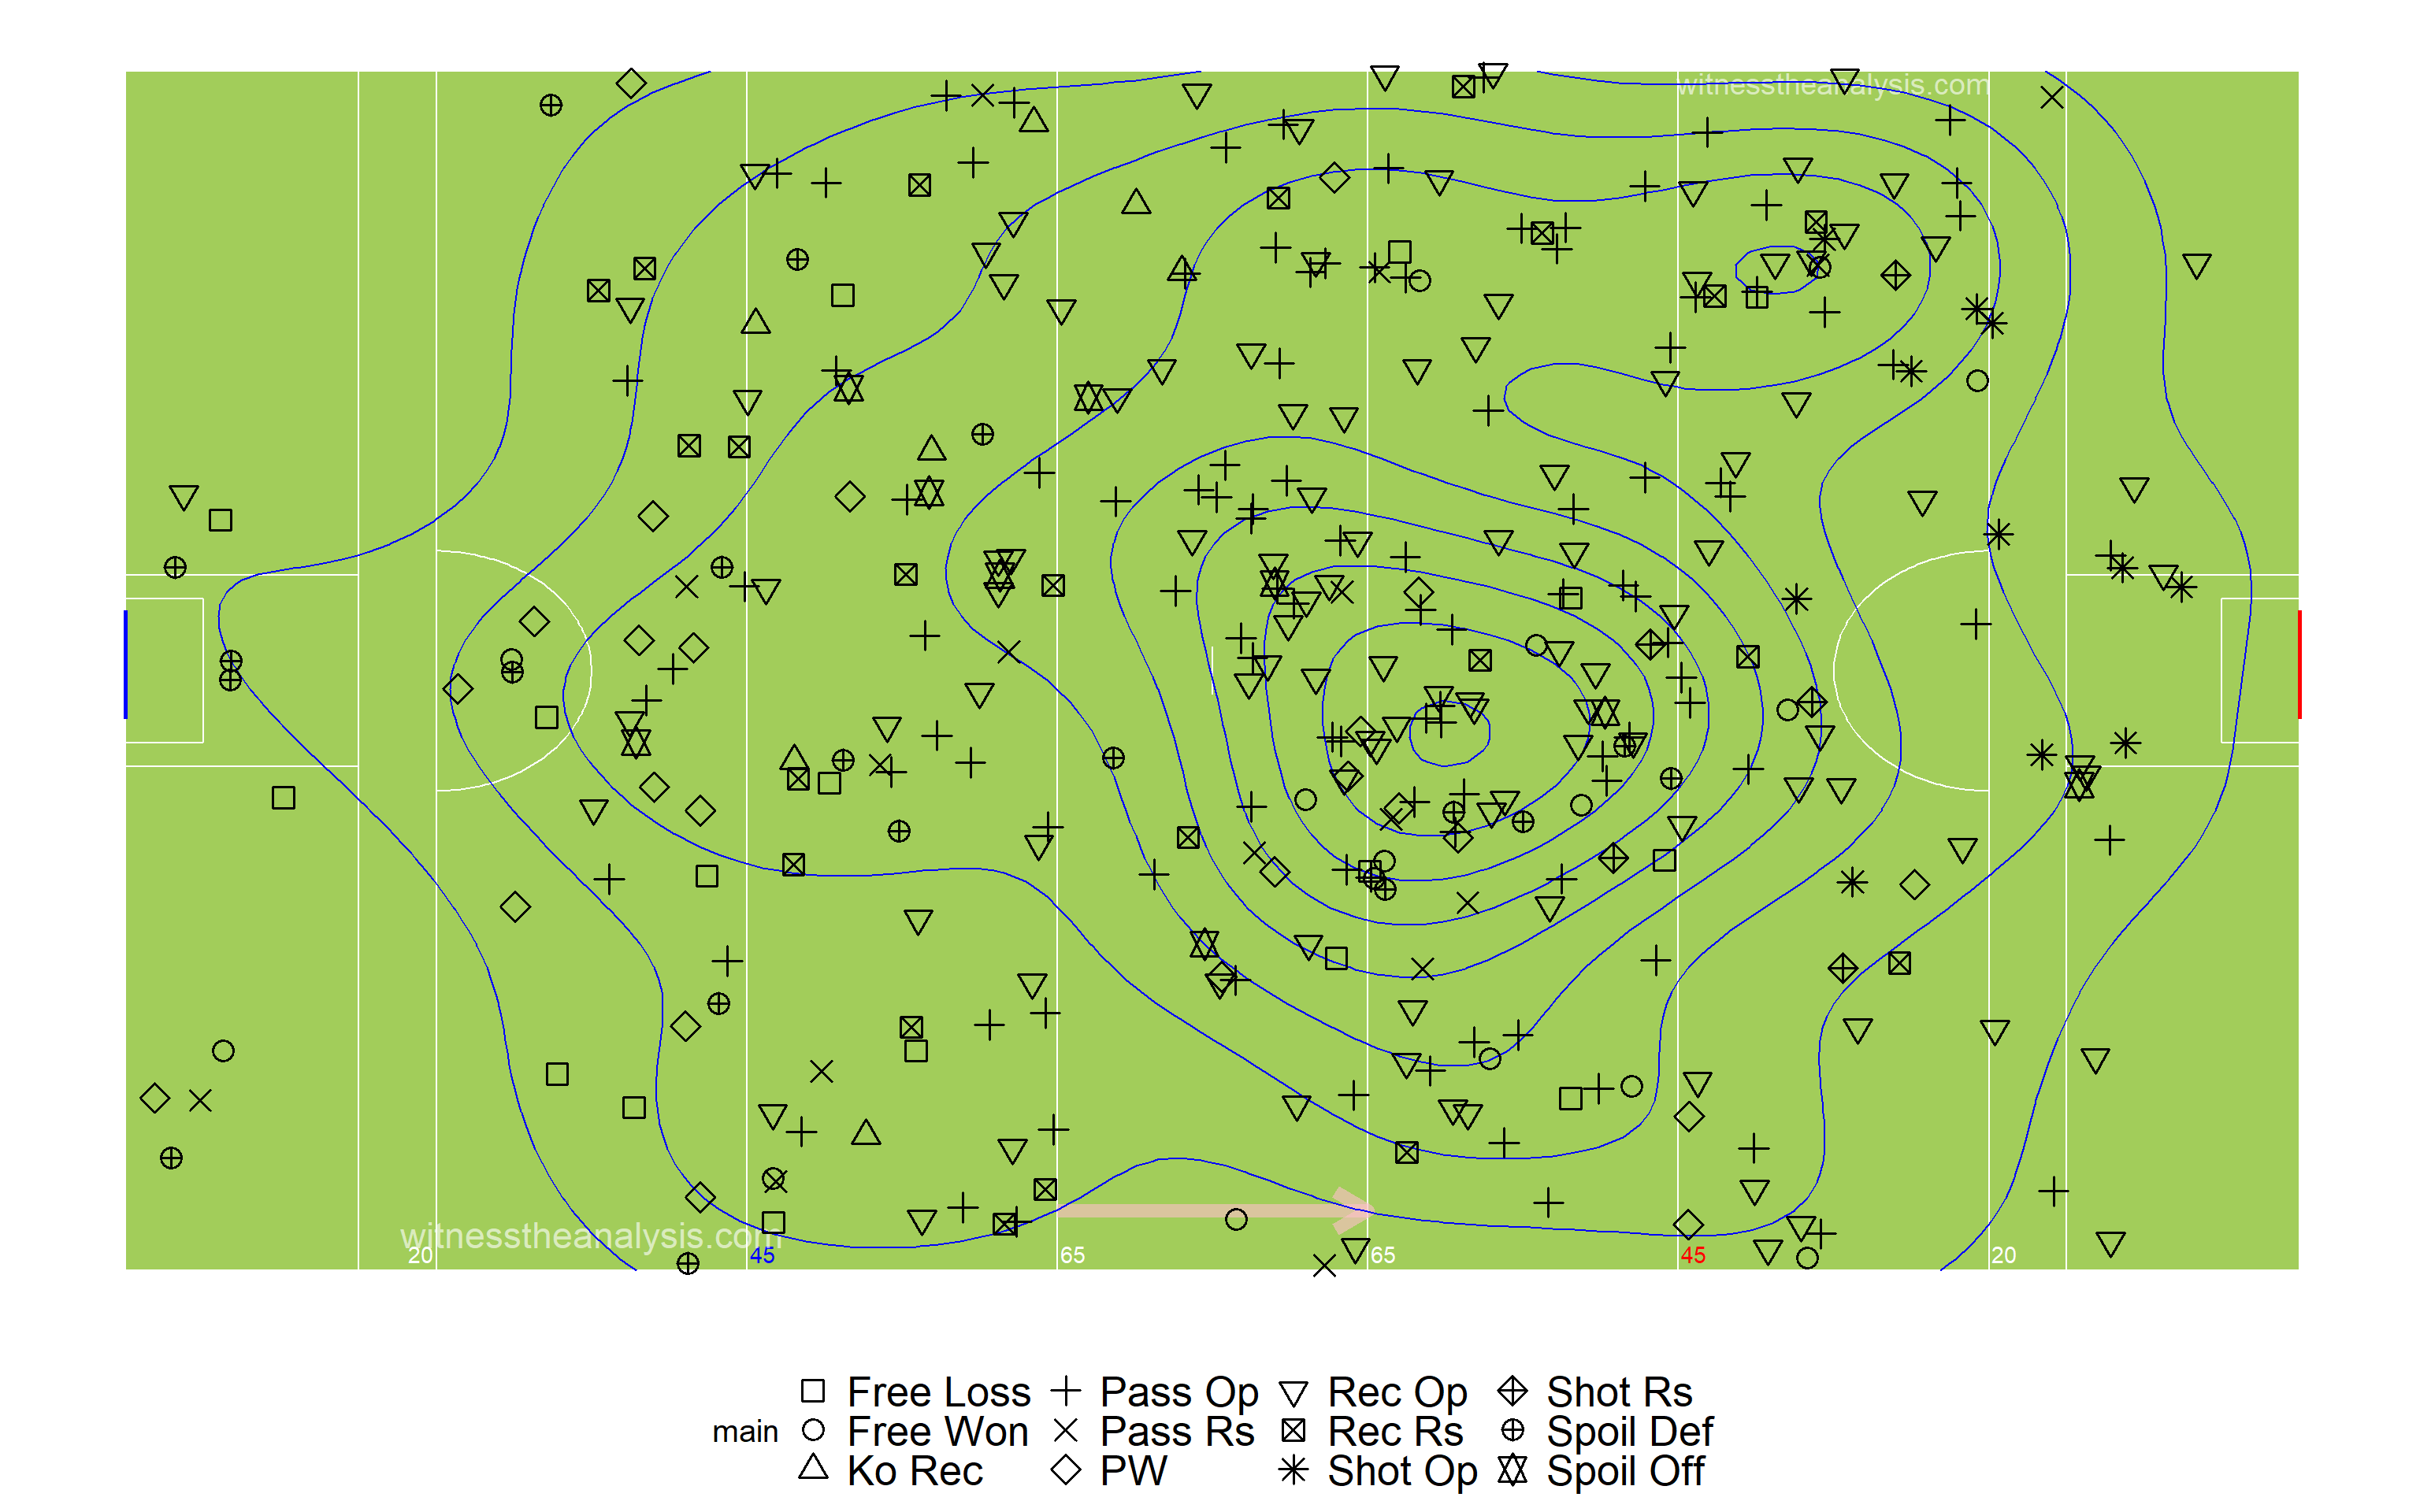 witnesstheanalysis.com
witnesstheanalysis.com
20 45 65 65 45 20
Free Loss Pass Op Rec Op Shot Rs
main Free Won Pass Rs Rec Rs Spoil Def
Ko Rec PW Shot Op Spoil Off